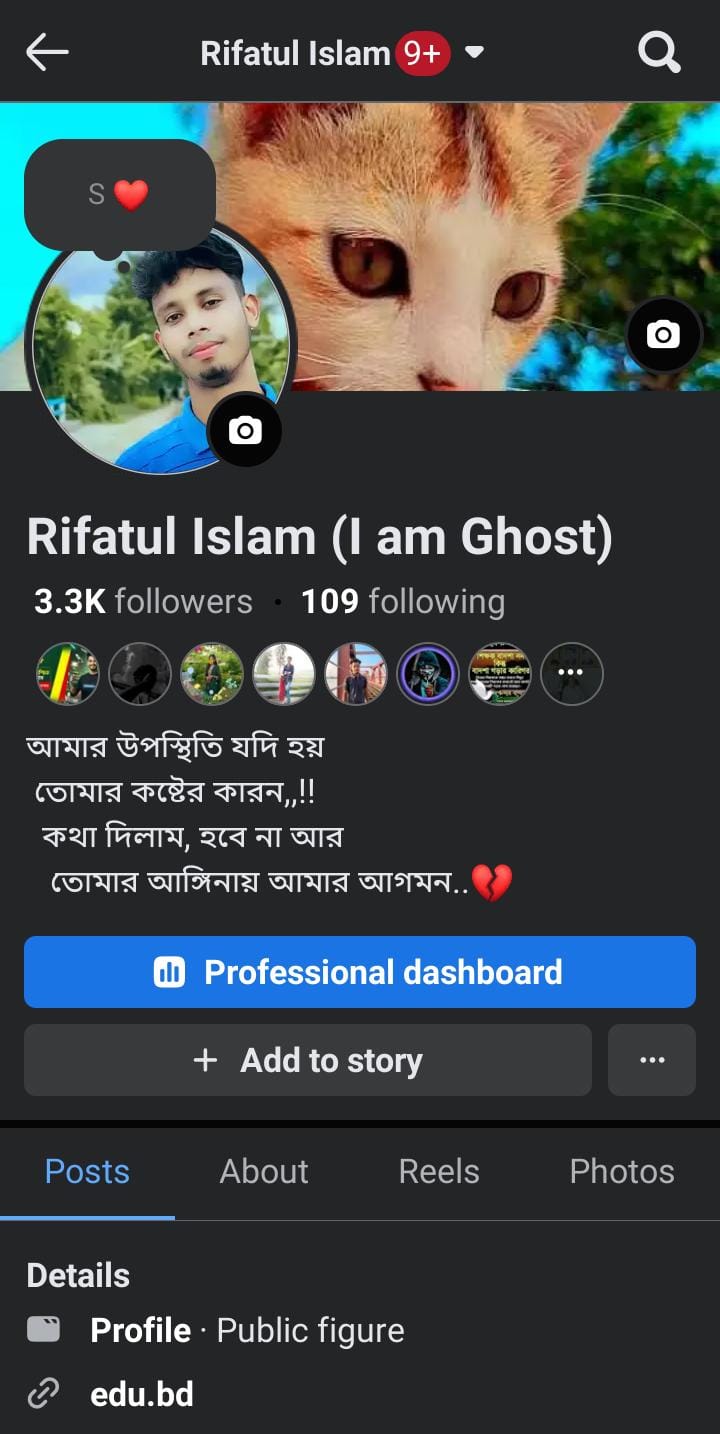 Rifatul Islam 9+
S ❤️
Rifatul Islam (I am Ghost)
3.3K followers · 109 following
আমার উপস্থিতি যদি হয়
তোমার কষ্টের কারন,,!!
কথা দিলাম, হবে না আর
তোমার আঙ্গিনায় আমার আগমন..💔
Professional dashboard
+ Add to story
Posts About Reels Photos
Details
Profile · Public figure
edu.bd